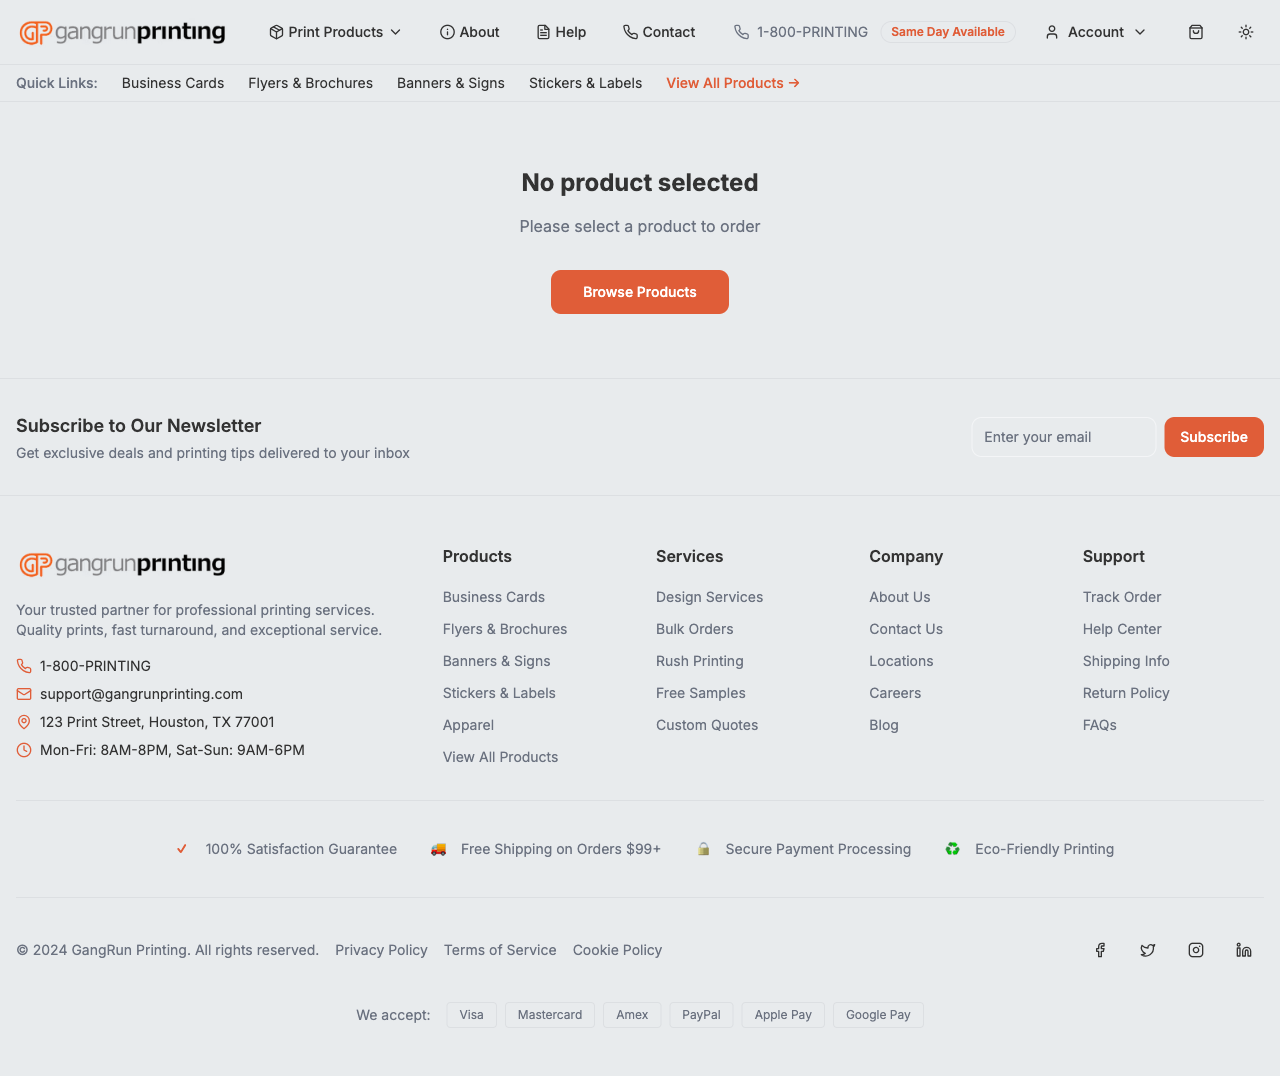 gangrunprinting
Print Products
About
Help
Contact
1-800-PRINTING
Same Day Available
Account
Quick Links:
Business Cards
Flyers & Brochures
Banners & Signs
Stickers & Labels
View All Products →
No product selected
Please select a product to order
Browse Products
Subscribe to Our Newsletter
Get exclusive deals and printing tips delivered to your inbox
Enter your email
Subscribe
gangrunprinting
Your trusted partner for professional printing services.
Quality prints, fast turnaround, and exceptional service.
1-800-PRINTING
support@gangrunprinting.com
123 Print Street, Houston, TX 77001
Mon-Fri: 8AM-8PM, Sat-Sun: 9AM-6PM
Products
Business Cards
Flyers & Brochures
Banners & Signs
Stickers & Labels
Apparel
View All Products
Services
Design Services
Bulk Orders
Rush Printing
Free Samples
Custom Quotes
Company
About Us
Contact Us
Locations
Careers
Blog
Support
Track Order
Help Center
Shipping Info
Return Policy
FAQs
100% Satisfaction Guarantee
Free Shipping on Orders $99+
Secure Payment Processing
Eco-Friendly Printing
© 2024 GangRun Printing. All rights reserved.
Privacy Policy
Terms of Service
Cookie Policy
We accept:
Visa
Mastercard
Amex
PayPal
Apple Pay
Google Pay